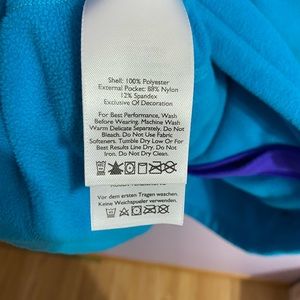 Shell: 100% Polyester
External Pocket: 88% Nylon
12% Spandex
Exclusive Of Decoration
For Best Performance, Wash
Before Wearing. Machine Wash
Warm Delicate Separately. Do Not
Bleach. Do Not Use Fabric
Softeners. Tumble Dry Low Or For
Best Results Line Dry. Do Not
Iron. Do Not Dry Clean.
Vor dem ersten Tragen waschen.
Keine Weichspueler verwenden.